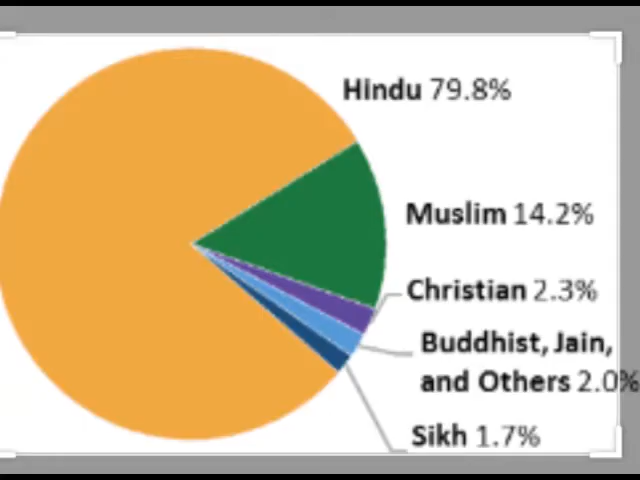 Hindu 79.8%
Muslim 14.2%
Christian 2.3%
Buddhist, Jain,
and Others 2.0%
Sikh 1.7%